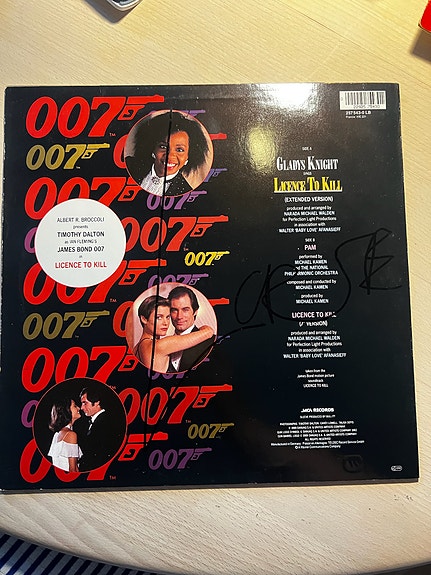 007
007
007
007
007
007
007
007
007
007
007
007
ALBERT R. BROCCOLI
presents
TIMOTHY DALTON
as IAN FLEMING'S
JAMES BOND 007
in
LICENCE TO KILL
SIDE A
GLADYS KNIGHT
SINGS
LICENCE TO KILL
(EXTENDED VERSION)
produced and arranged by
NARADA MICHAEL WALDEN
for Perfection Light Productions
in association with
WALTER 'BABY LOVE' AFANASIEFF
SIDE B
PAM
performed by
MICHAEL KAMEN
THE NATIONAL
PHILHARMONIC ORCHESTRA
composed and conducted by
MICHAEL KAMEN
produced by
MICHAEL KAMEN
LICENCE TO KILL
VERSION)
produced and arranged by
NARADA MICHAEL WALDEN
for Perfection Light Productions
in association with
WALTER 'BABY LOVE' AFANASIEFF
taken from the
James Bond motion picture
soundtrack
LICENCE TO KILL
MCA RECORDS